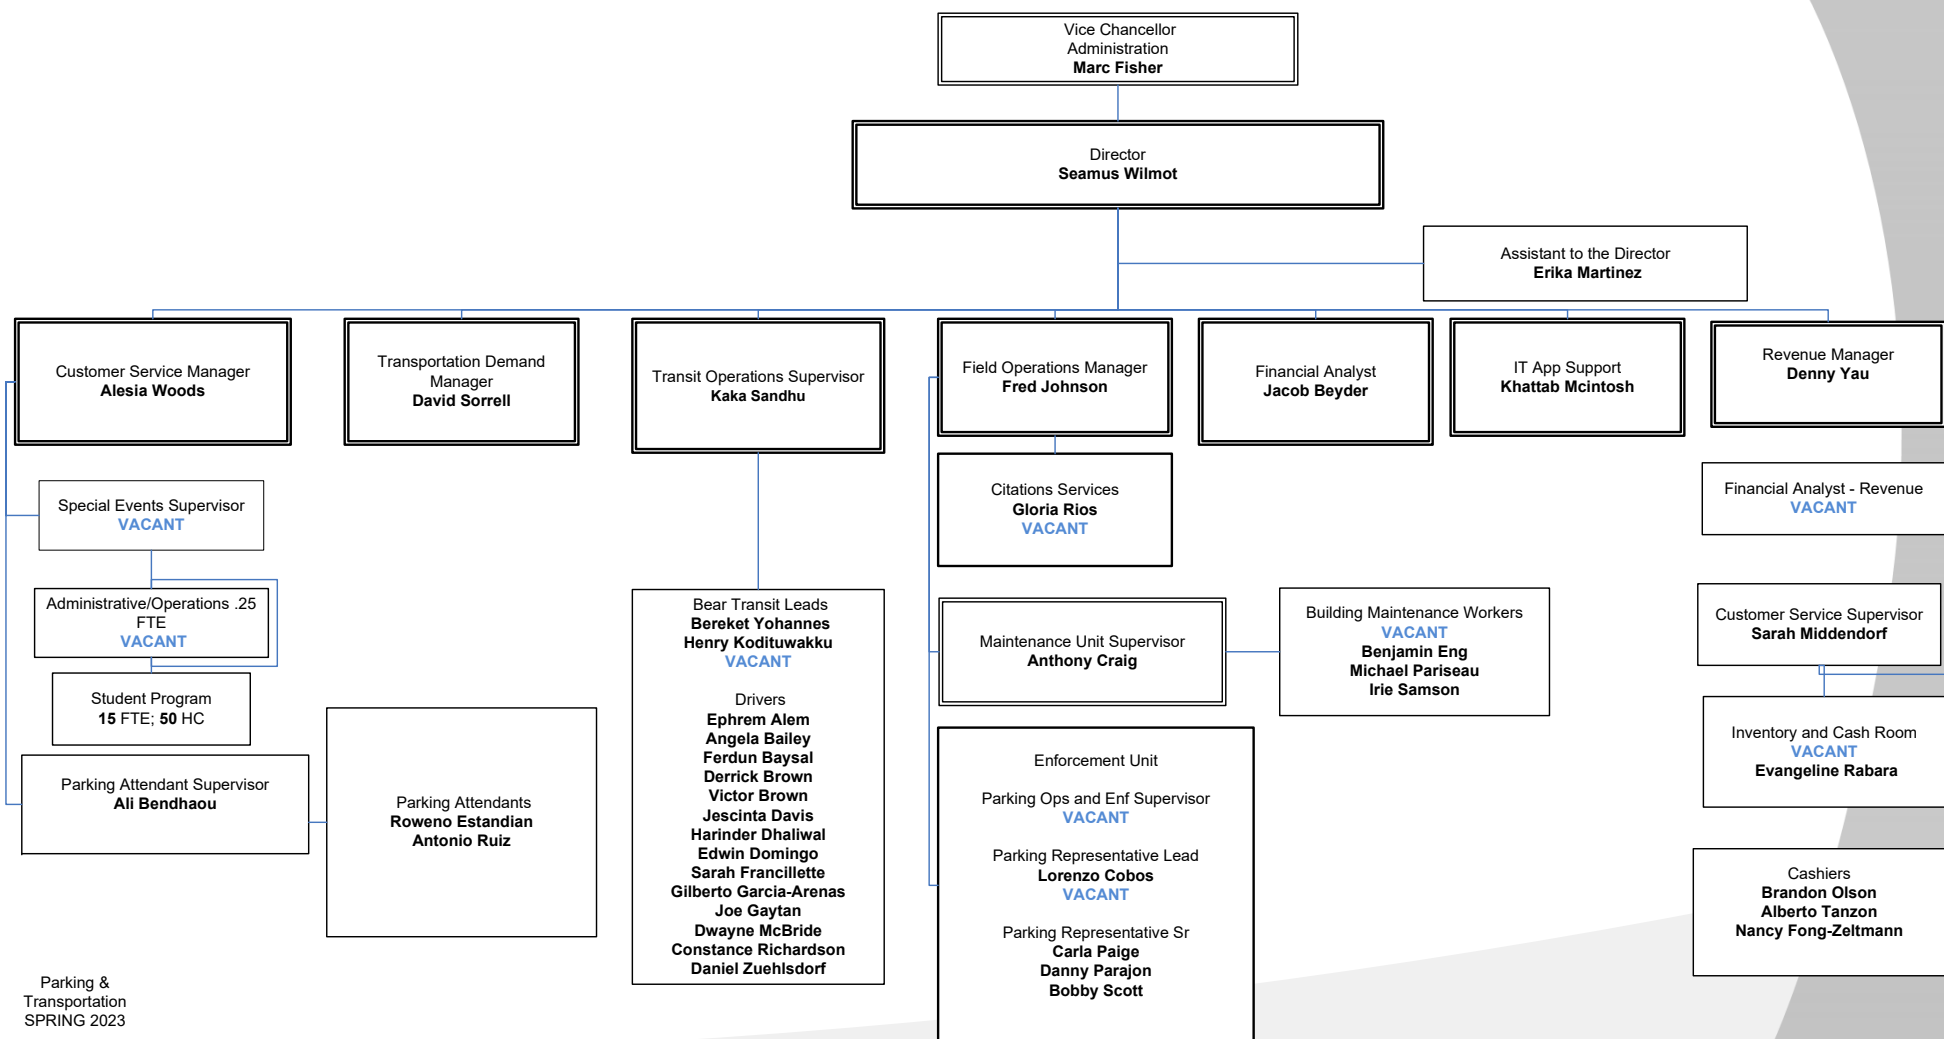 Vice Chancellor
Administration
Marc Fisher
Director
Seamus Wilmot
Assistant to the Director
Erika Martinez
Customer Service Manager
Alesia Woods
Transportation Demand
Manager
David Sorrell
Transit Operations Supervisor
Kaka Sandhu
Field Operations Manager
Fred Johnson
Financial Analyst
Jacob Beyder
IT App Support
Khattab Mcintosh
Revenue Manager
Denny Yau
Special Events Supervisor
VACANT
Administrative/Operations .25
FTE
VACANT
Student Program
15 FTE; 50 HC
Parking Attendant Supervisor
Ali Bendhaou
Parking Attendants
Roweno Estandian
Antonio Ruiz
Bear Transit Leads
Bereket Yohannes
Henry Kodituwakku
VACANT
Drivers
Ephrem Alem
Angela Bailey
Ferdun Baysal
Derrick Brown
Victor Brown
Jescinta Davis
Harinder Dhaliwal
Edwin Domingo
Sarah Francillette
Gilberto Garcia-Arenas
Joe Gaytan
Dwayne McBride
Constance Richardson
Daniel Zuehlsdorf
Citations Services
Gloria Rios
VACANT
Maintenance Unit Supervisor
Anthony Craig
Building Maintenance Workers
VACANT
Benjamin Eng
Michael Pariseau
Irie Samson
Enforcement Unit
Parking Ops and Enf Supervisor
VACANT
Parking Representative Lead
Lorenzo Cobos
VACANT
Parking Representative Sr
Carla Paige
Danny Parajon
Bobby Scott
Financial Analyst - Revenue
VACANT
Customer Service Supervisor
Sarah Middendorf
Inventory and Cash Room
VACANT
Evangeline Rabara
Cashiers
Brandon Olson
Alberto Tanzon
Nancy Fong-Zeltmann
Parking &
Transportation
SPRING 2023